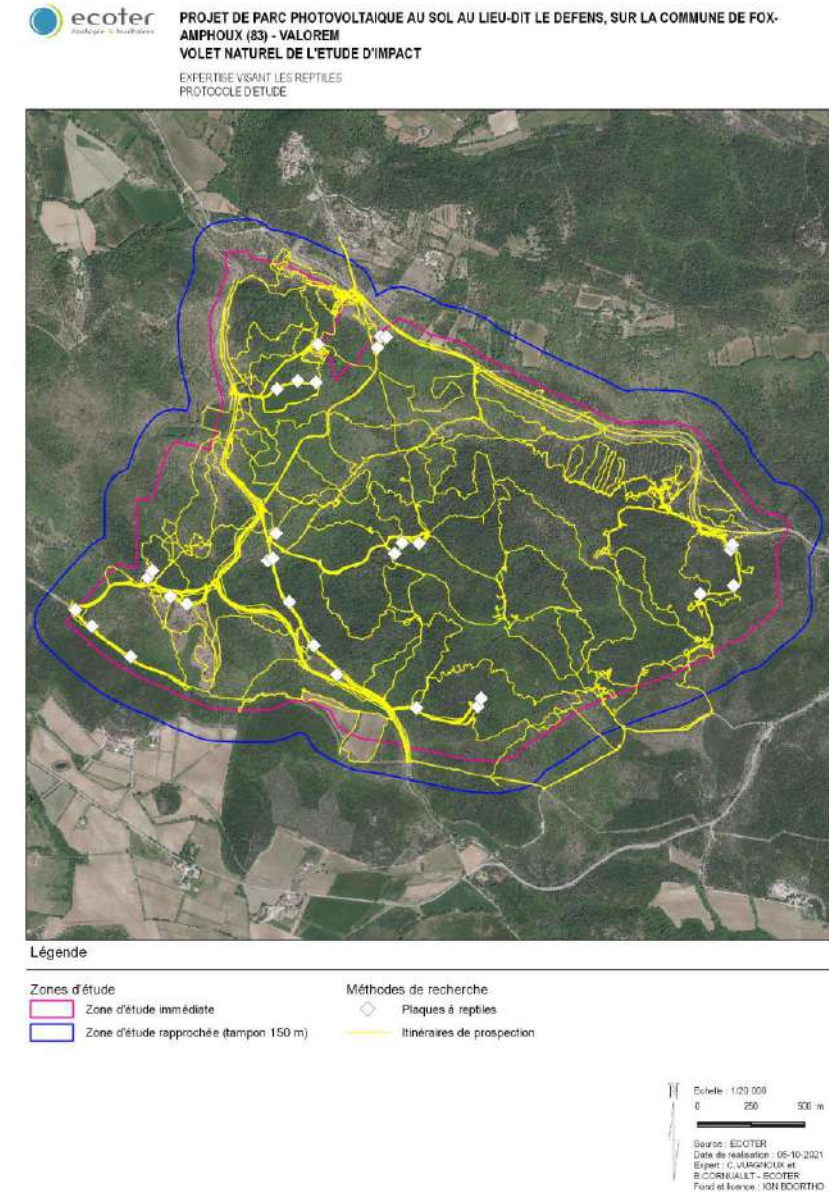 ecoter
écologie & territoires
PROJET DE PARC PHOTOVOLTAIQUE AU SOL AU LIEU-DIT LE DEFENS, SUR LA COMMUNE DE FOX-
AMPHOUX (83) - VALOREM
VOLET NATUREL DE L'ETUDE D'IMPACT
EXPERTISE VISANT LES REPTILES
PROTOCOLE D'ETUDE
Légende
Zones d'étude
Zone d'étude immédiate
Zone d'étude rapprochée (tampon 150 m)
Méthodes de recherche
Plaques à reptiles
Itinéraires de prospection
Echelle : 1/20 000
0 250 500 m
Source : ECOTER
Date de réalisation : 05-10-2021
Expert : C.VUAGNOUX et
B.CORNUAULT - ECOTER
Fond et licence : IGN BDORTHO